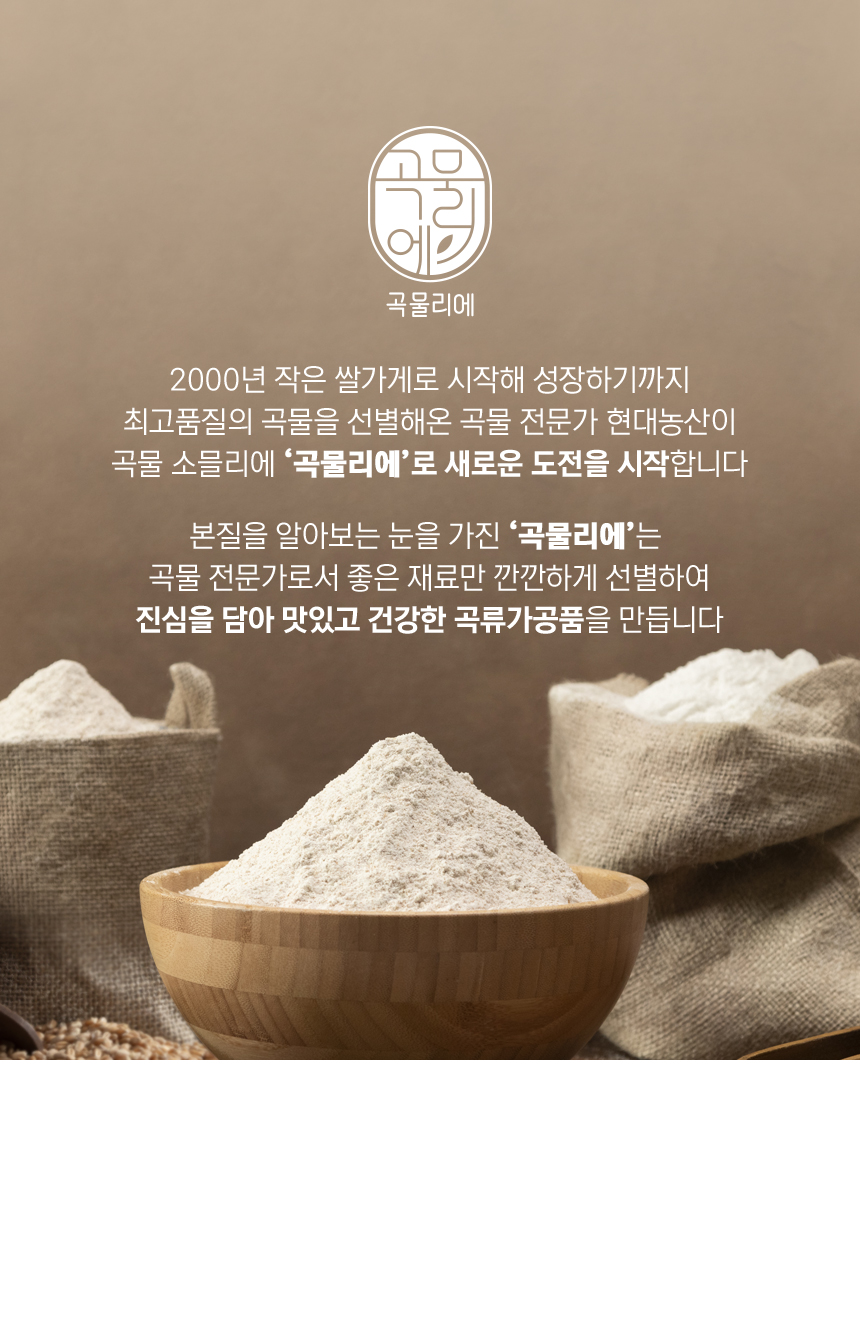 곡물리에
곡물리에
2000년 작은 쌀가게로 시작해 성장하기까지
최고품질의 곡물을 선별해온 곡물 전문가 현대농산이
곡물 소믈리에 ‘곡물리에’로 새로운 도전을 시작합니다
본질을 알아보는 눈을 가진 ‘곡물리에’는
곡물 전문가로서 좋은 재료만 깐깐하게 선별하여
진심을 담아 맛있고 건강한 곡류가공품을 만듭니다